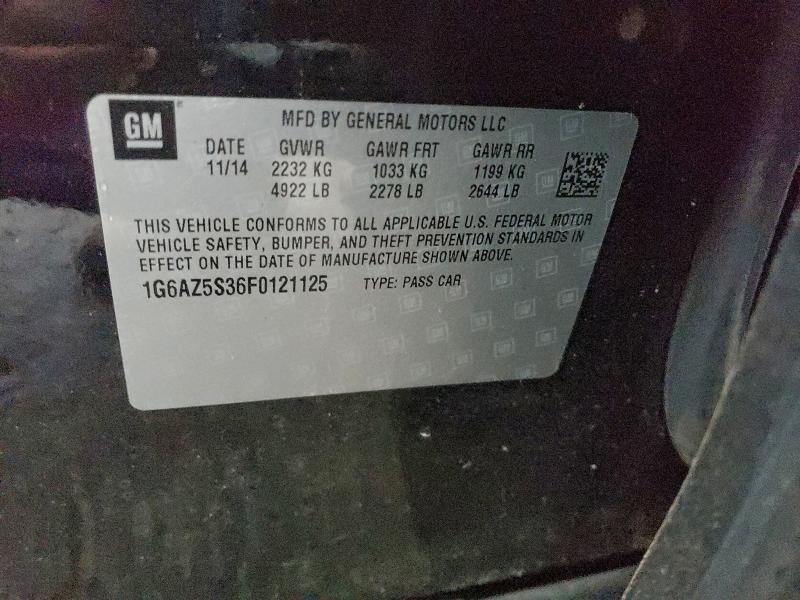 GM MFD BY GENERAL MOTORS LLC
DATE GVWR GAWR FRT GAWR RR
11/14 2232 KG 1033 KG 1199 KG
4922 LB 2278 LB 2644 LB
THIS VEHICLE CONFORMS TO ALL APPLICABLE U.S. FEDERAL MOTOR
VEHICLE SAFETY, BUMPER, AND THEFT PREVENTION STANDARDS IN
EFFECT ON THE DATE OF MANUFACTURE SHOWN ABOVE.
1G6AZ5S36F0121125 TYPE: PASS CAR